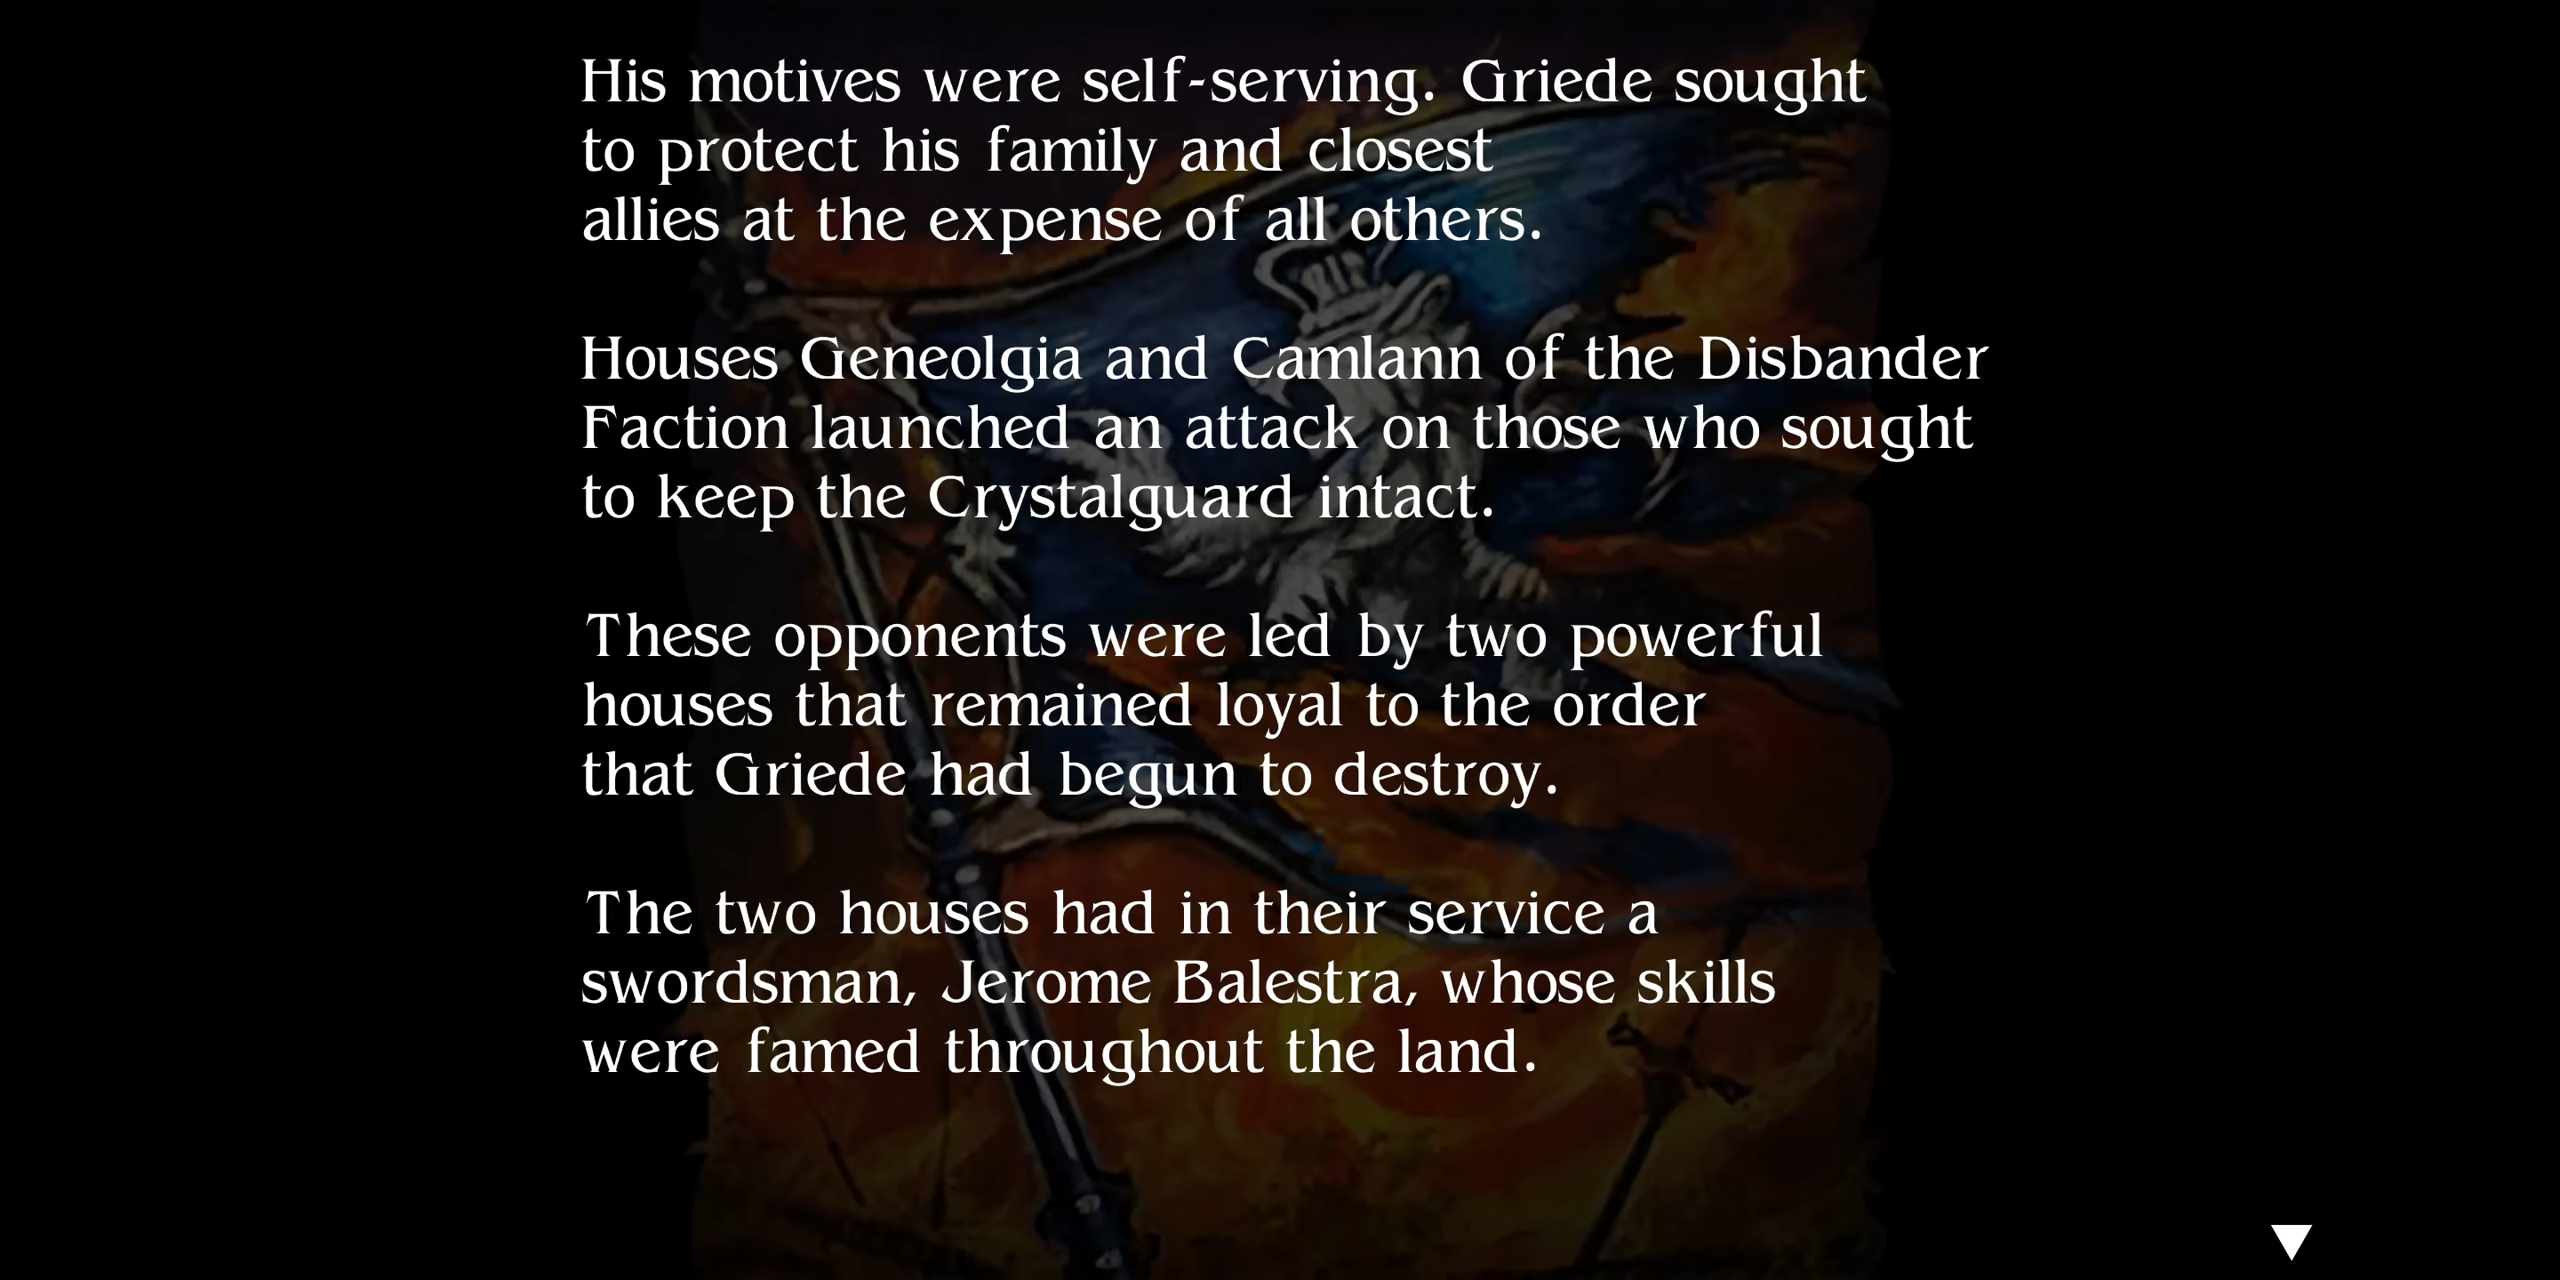 His motives were self-serving. Griede sought
to protect his family and closest
allies at the expense of all others.
Houses Geneolgia and Camlann of the Disbander
Faction launched an attack on those who sought
to keep the Crystalguard intact.
These opponents were led by two powerful
houses that remained loyal to the order
that Griede had begun to destroy.
The two houses had in their service a
swordsman, Jerome Balestra, whose skills
were famed throughout the land.